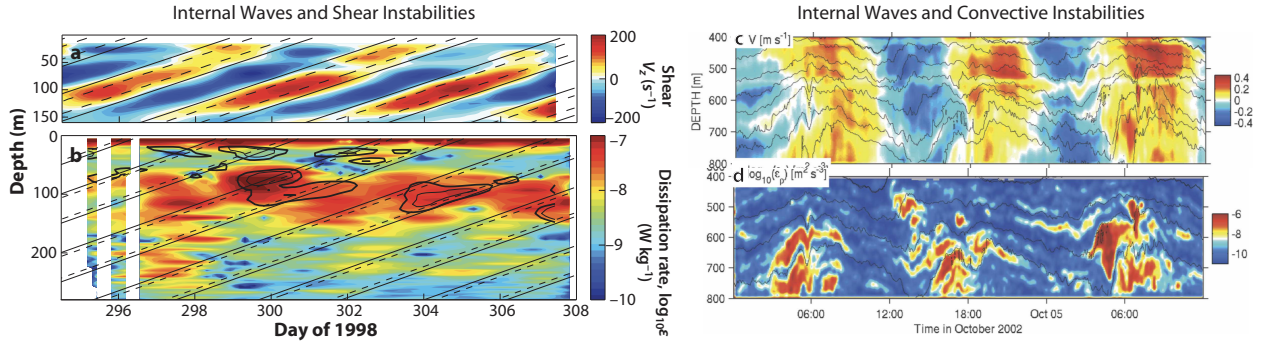 Internal Waves and Shear Instabilities
a
50
100
150
Depth (m)
200
100
0
−100
−200
Shear
Vz (s⁻¹)
b
0
100
200
−7
−8
−9
−10
Dissipation rate, log₁₀ε
(W kg⁻¹)
296
298
300
302
304
306
308
Day of 1998
Internal Waves and Convective Instabilities
c V [m s⁻¹]
400
500
600
700
800
DEPTH [m]
0.4
0.2
0
−0.2
−0.4
d log₁₀(ερ) [m² s⁻³]
400
500
600
700
800
−6
−8
−10
06:00
12:00
18:00
Oct 05
06:00
Time in October 2002